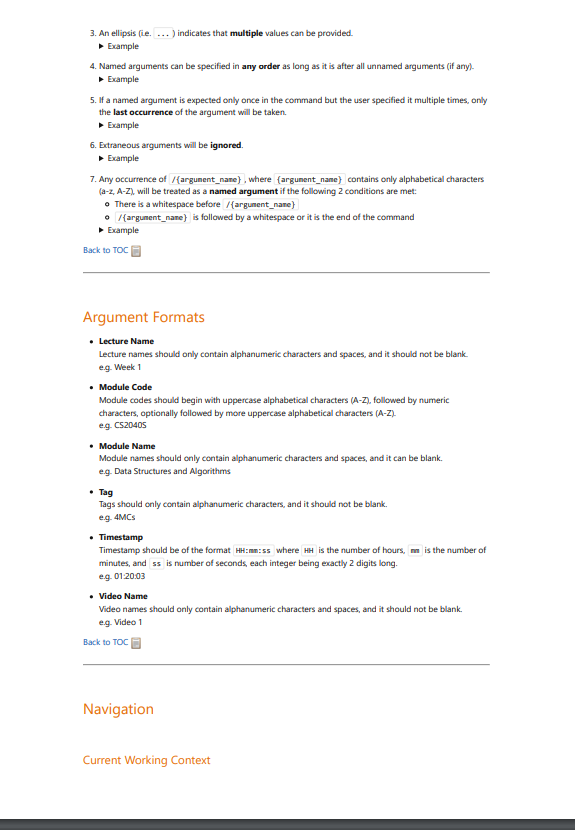 3. An ellipsis (i.e. ... ) indicates that multiple values can be provided.
▶ Example
4. Named arguments can be specified in any order as long as it is after all unnamed arguments (if any).
▶ Example
5. If a named argument is expected only once in the command but the user specified it multiple times, only
the last occurrence of the argument will be taken.
▶ Example
6. Extraneous arguments will be ignored.
▶ Example
7. Any occurrence of /{argument_name} , where {argument_name} contains only alphabetical characters
(a-z, A-Z), will be treated as a named argument if the following 2 conditions are met:
○ There is a whitespace before /{argument_name}
○ /{argument_name} is followed by a whitespace or it is the end of the command
▶ Example
Back to TOC
Argument Formats
• Lecture Name
Lecture names should only contain alphanumeric characters and spaces, and it should not be blank.
e.g. Week 1
• Module Code
Module codes should begin with uppercase alphabetical characters (A-Z), followed by numeric
characters, optionally followed by more uppercase alphabetical characters (A-Z).
e.g. CS2040S
• Module Name
Module names should only contain alphanumeric characters and spaces, and it can be blank.
e.g. Data Structures and Algorithms
• Tag
Tags should only contain alphanumeric characters, and it should not be blank.
e.g. 4MCs
• Timestamp
Timestamp should be of the format HH:mm:ss where HH is the number of hours, mm is the number of
minutes, and ss is number of seconds, each integer being exactly 2 digits long.
e.g. 01:20:03
• Video Name
Video names should only contain alphanumeric characters and spaces, and it should not be blank.
e.g. Video 1
Back to TOC
Navigation
Current Working Context